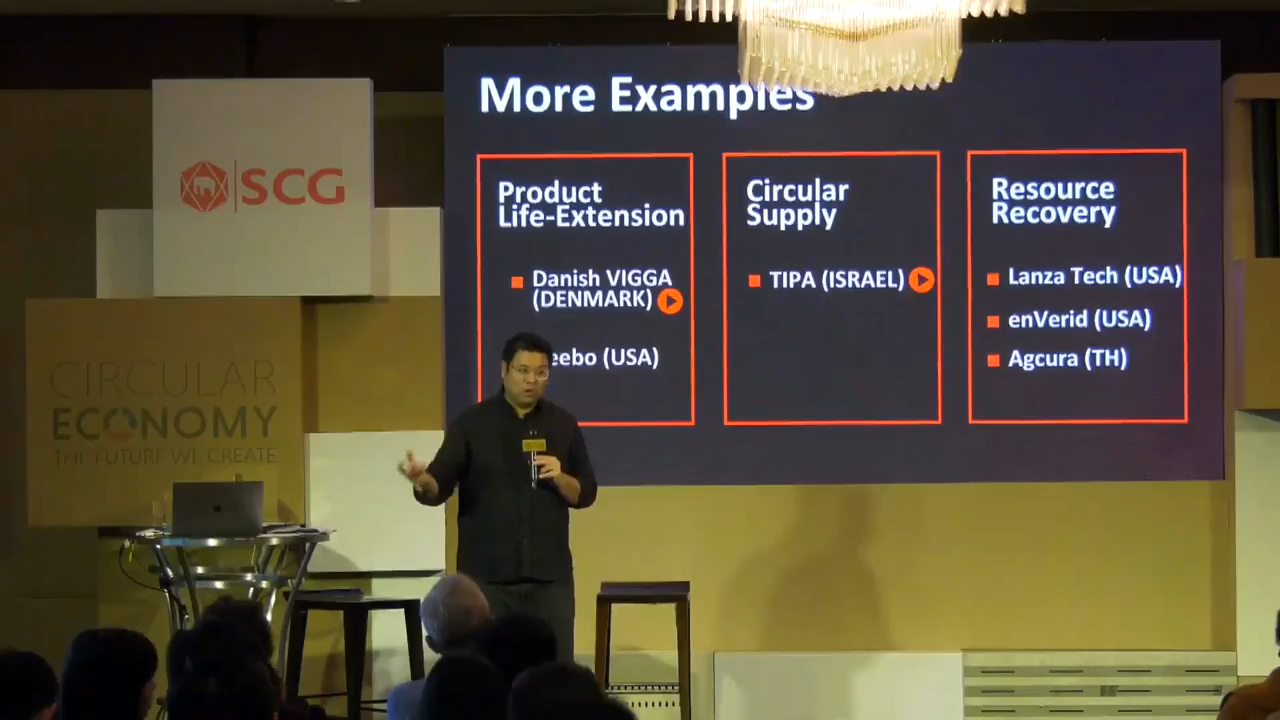 More Examples
SCG
Product
Life-Extension
Danish VIGGA
(DENMARK)
(USA)
Circular
Supply
TIPA (ISRAEL)
Resource
Recovery
Lanza Tech (USA)
enVerid (USA)
Agcura (TH)
CIRCULAR
ECONOMY
THE FUTURE WE CREATE